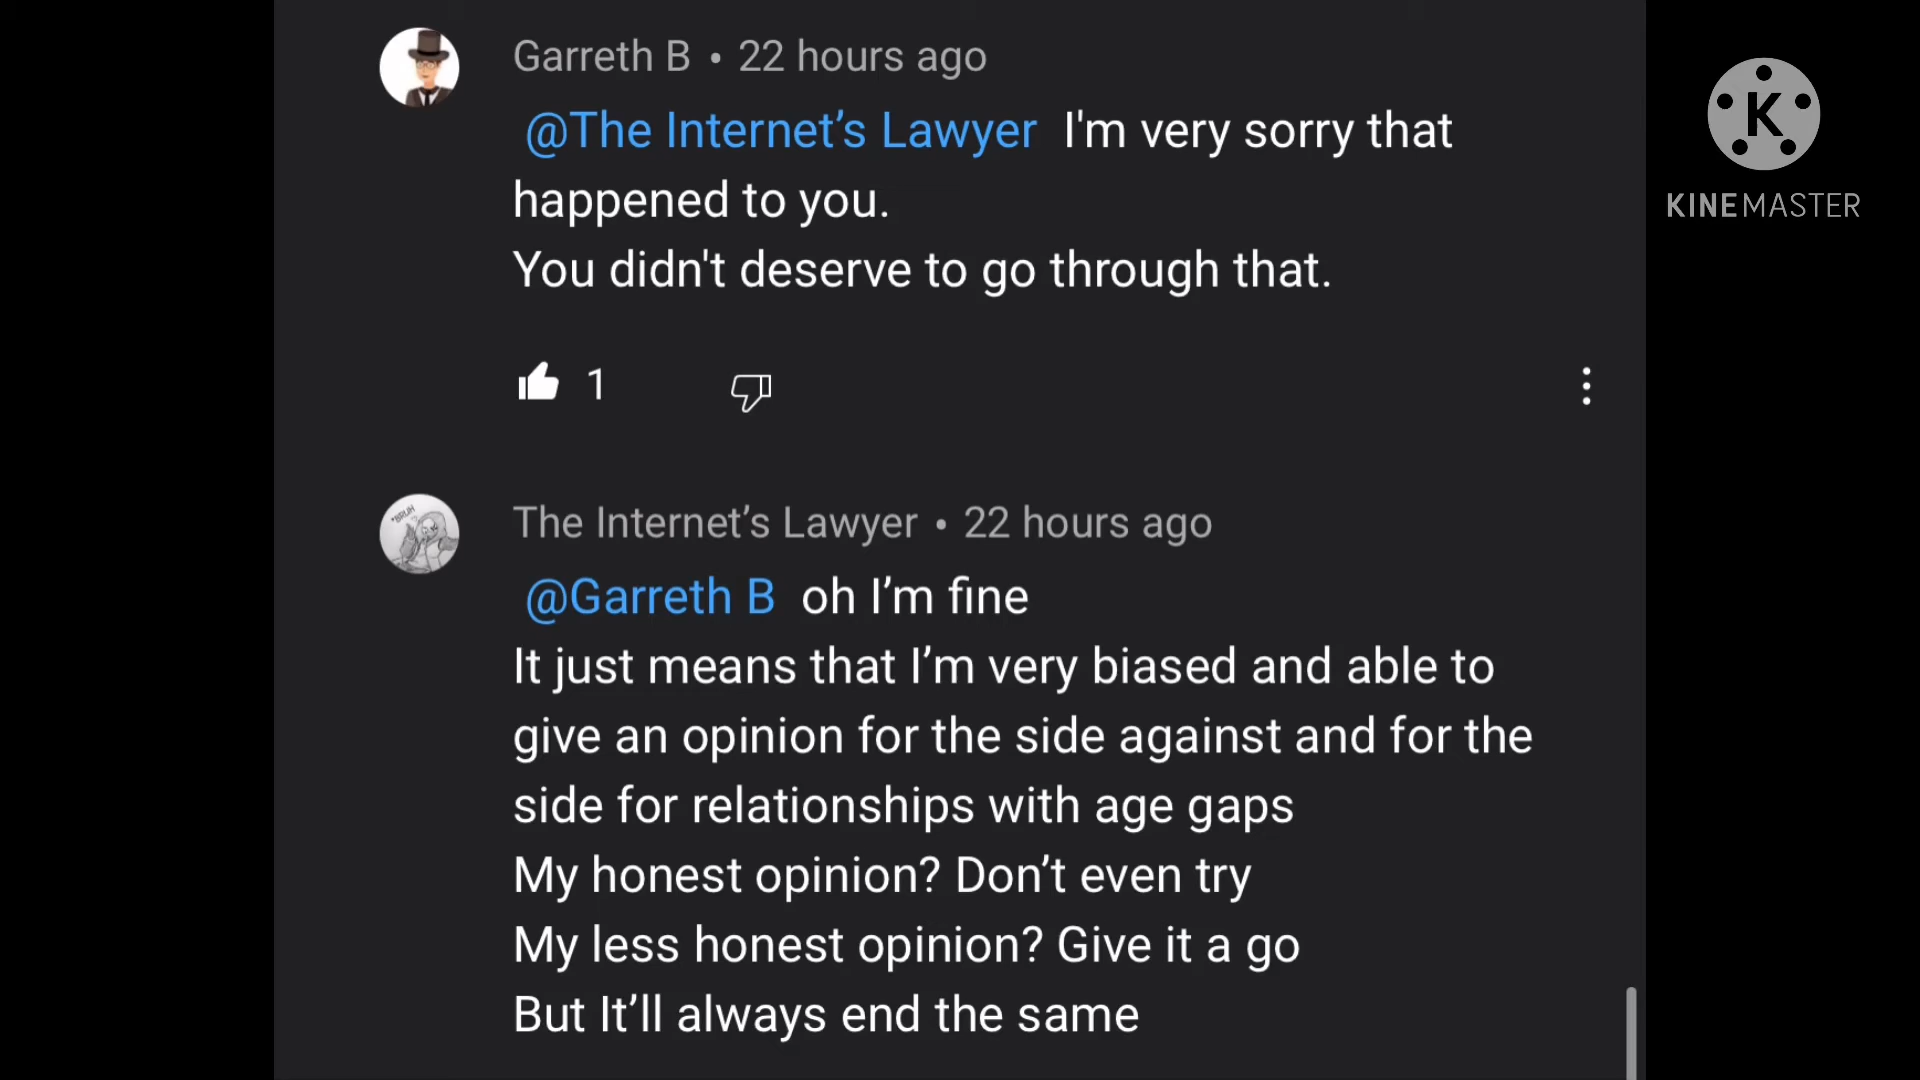 Garreth B • 22 hours ago
@The Internet’s Lawyer I'm very sorry that
happened to you.
You didn't deserve to go through that.
1
The Internet’s Lawyer • 22 hours ago
@Garreth B oh I’m fine
It just means that I’m very biased and able to
give an opinion for the side against and for the
side for relationships with age gaps
My honest opinion? Don’t even try
My less honest opinion? Give it a go
But It’ll always end the same
K
KINEMASTER
*BRUH